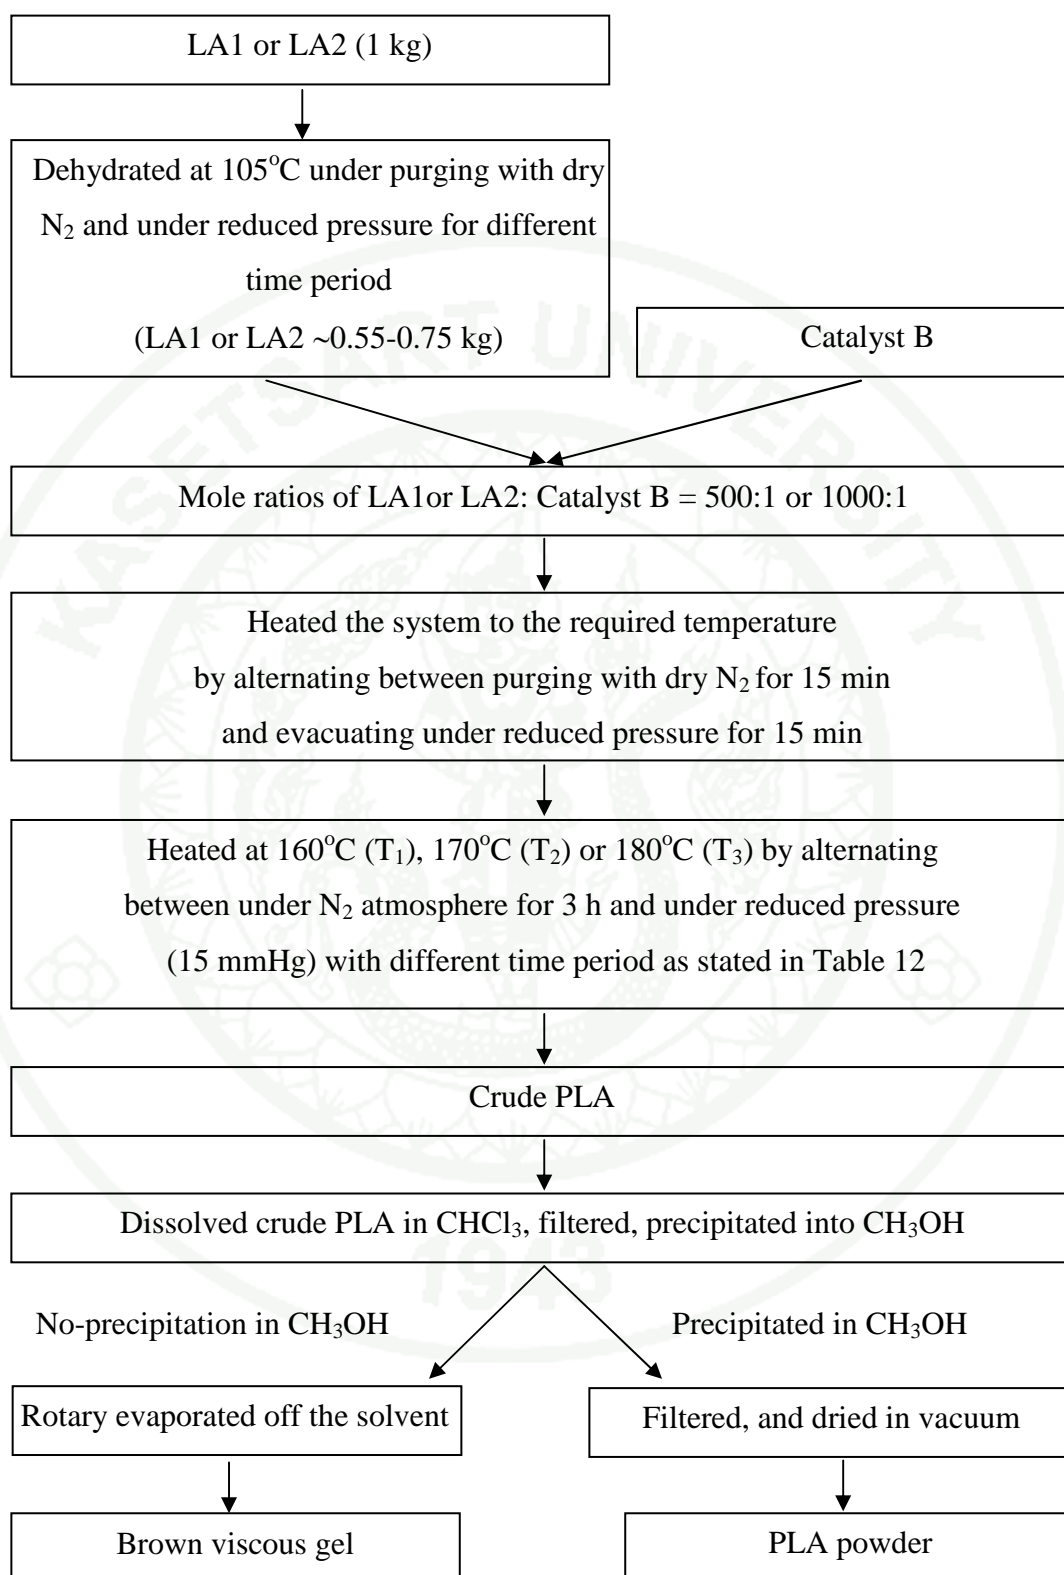 LA1 or LA2 (1 kg)
Dehydrated at 105°C under purging with dry
N₂ and under reduced pressure for different
time period
(LA1 or LA2 ~0.55-0.75 kg)
Catalyst B
Mole ratios of LA1or LA2: Catalyst B = 500:1 or 1000:1
Heated the system to the required temperature
by alternating between purging with dry N₂ for 15 min
and evacuating under reduced pressure for 15 min
Heated at 160°C (T₁), 170°C (T₂) or 180°C (T₃) by alternating
between under N₂ atmosphere for 3 h and under reduced pressure
(15 mmHg) with different time period as stated in Table 12
Crude PLA
Dissolved crude PLA in CHCl₃, filtered, precipitated into CH₃OH
No-precipitation in CH₃OH
Precipitated in CH₃OH
Rotary evaporated off the solvent
Filtered, and dried in vacuum
Brown viscous gel
PLA powder
KASETSART UNIVERSITY
1943